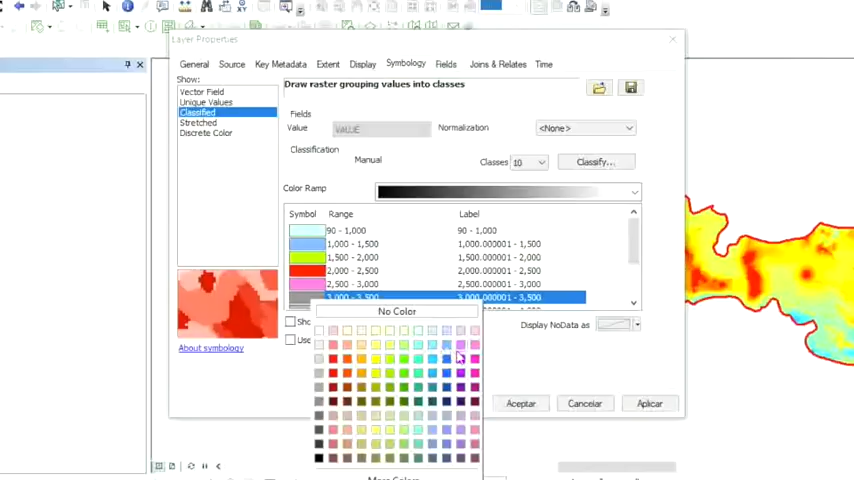 Layer Properties
General Source Key Metadata Extent Display Symbology Fields Joins & Relates Time
Show:
Vector Field
Unique Values
Classified
Stretched
Discrete Color
Draw raster grouping values into classes
Fields
Value VALUE Normalization <None>
Classification
Manual Classes 10 Classify...
Color Ramp
Symbol Range Label
90 - 1,000 90 - 1,000
1,000 - 1,500 1,000.000001 - 1,500
1,500 - 2,000 1,500.000001 - 2,000
2,000 - 2,500 2,000.000001 - 2,500
2,500 - 3,000 2,500.000001 - 3,000
3,000 - 3,500 3,000.000001 - 3,500
No Color
Display NoData as
About symbology
Aceptar Cancelar Aplicar
More Colors